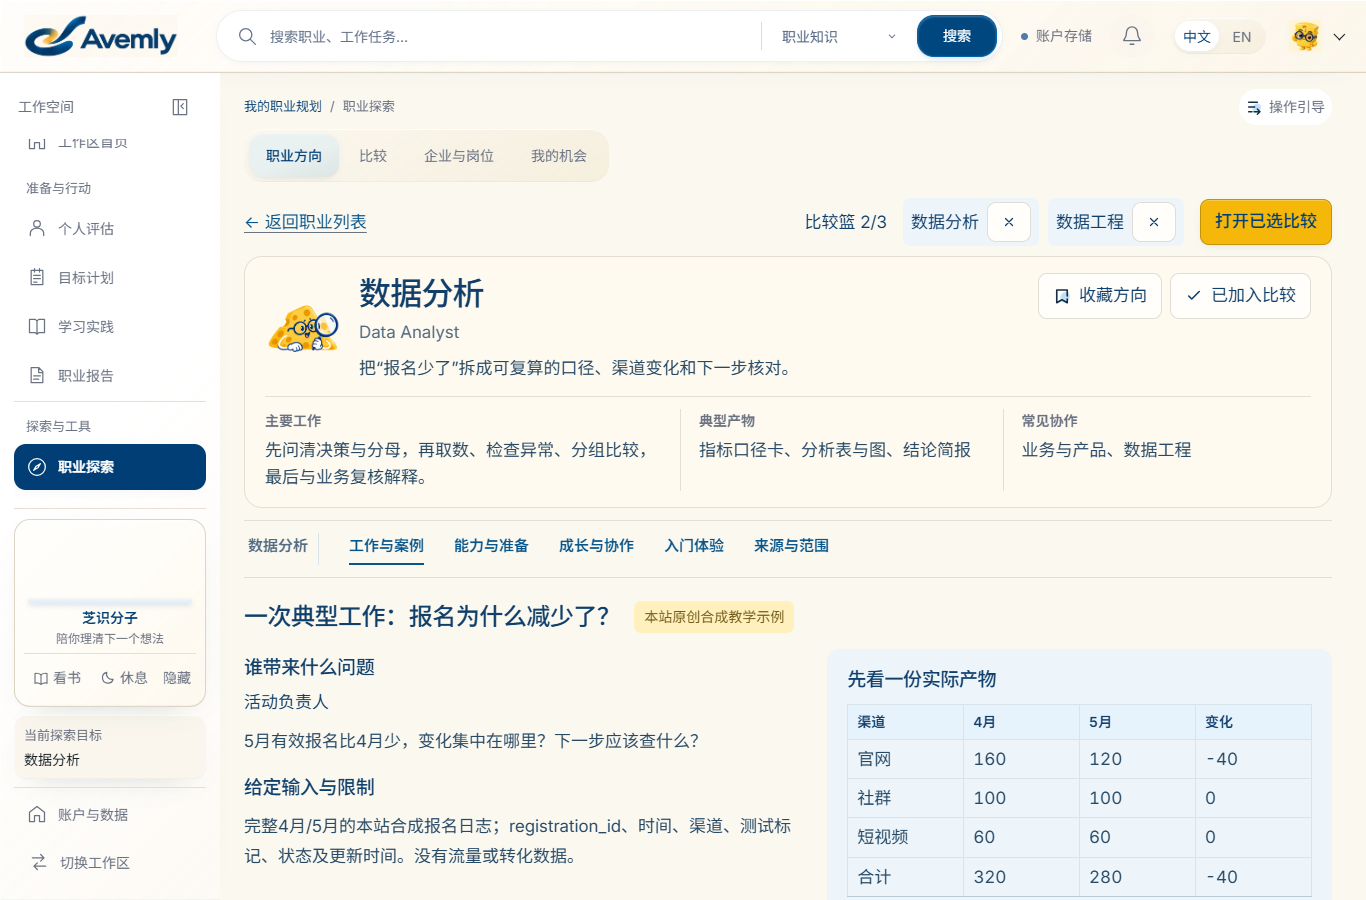 Avemly
搜索职业、工作任务...
职业知识
搜索
账户存储
中文
EN
工作空间
工作区首页
准备与行动
个人评估
目标计划
学习实践
职业报告
探索与工具
职业探索
芝识分子
陪你理清下一个想法
看书
休息
隐藏
当前探索目标
数据分析
账户与数据
切换工作区
我的职业规划 / 职业探索
操作引导
职业方向
比较
企业与岗位
我的机会
← 返回职业列表
比较篮 2/3
数据分析 ×
数据工程 ×
打开已选比较
数据分析
Data Analyst
把“报名少了”拆成可复算的口径、渠道变化和下一步核对。
收藏方向
已加入比较
主要工作
先问清决策与分母，再取数、检查异常、分组比较，
最后与业务复核解释。
典型产物
指标口径卡、分析表与图、结论简报
常见协作
业务与产品、数据工程
数据分析
工作与案例
能力与准备
成长与协作
入门体验
来源与范围
一次典型工作：报名为什么减少了？
本站原创合成教学示例
谁带来什么问题
活动负责人
5月有效报名比4月少，变化集中在哪里？下一步应该查什么？
给定输入与限制
完整4月/5月的本站合成报名日志；registration_id、时间、渠道、测试标
记、状态及更新时间。没有流量或转化数据。
先看一份实际产物
渠道 4月 5月 变化
官网 160 120 -40
社群 100 100 0
短视频 60 60 0
合计 320 280 -40